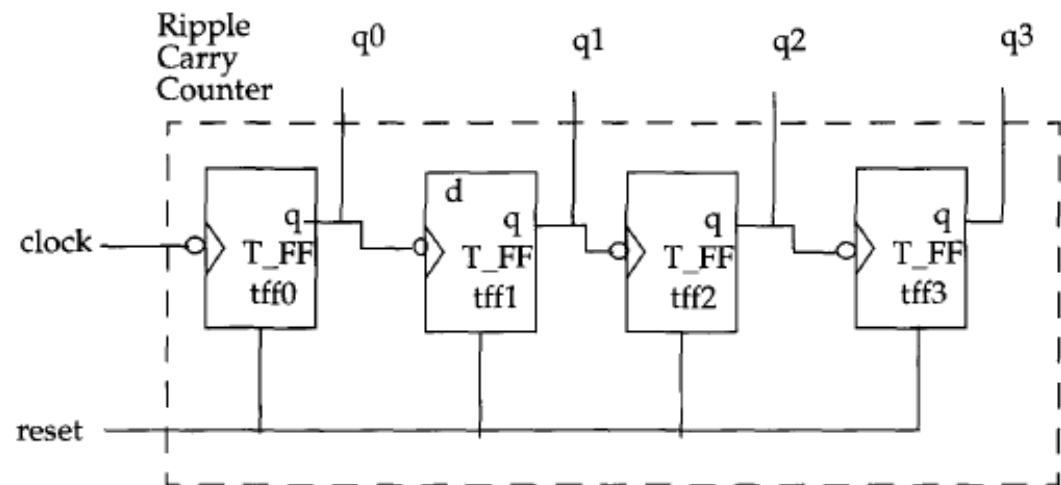 Ripple
Carry
Counter
q0
q1
q2
q3
clock
q
T_FF
tff0
d
q
T_FF
tff1
q
T_FF
tff2
q
T_FF
tff3
reset